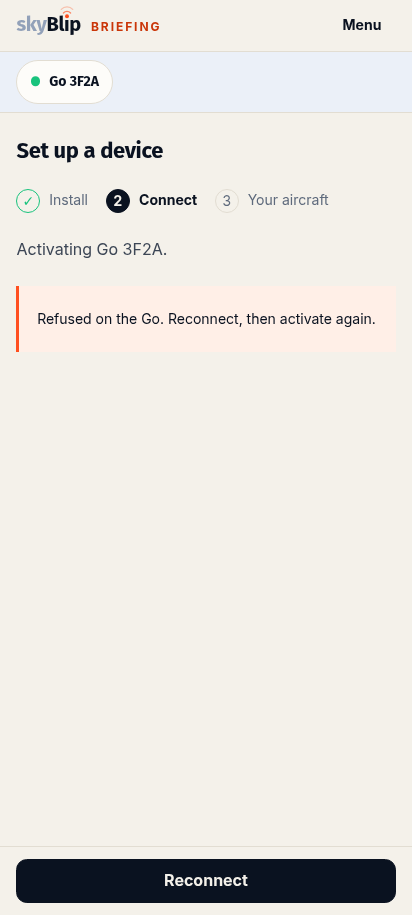 skyBlip BRIEFING
Menu
Go 3F2A
Set up a device
✓ Install 2 Connect 3 Your aircraft
Activating Go 3F2A.
Refused on the Go. Reconnect, then activate again.
Reconnect